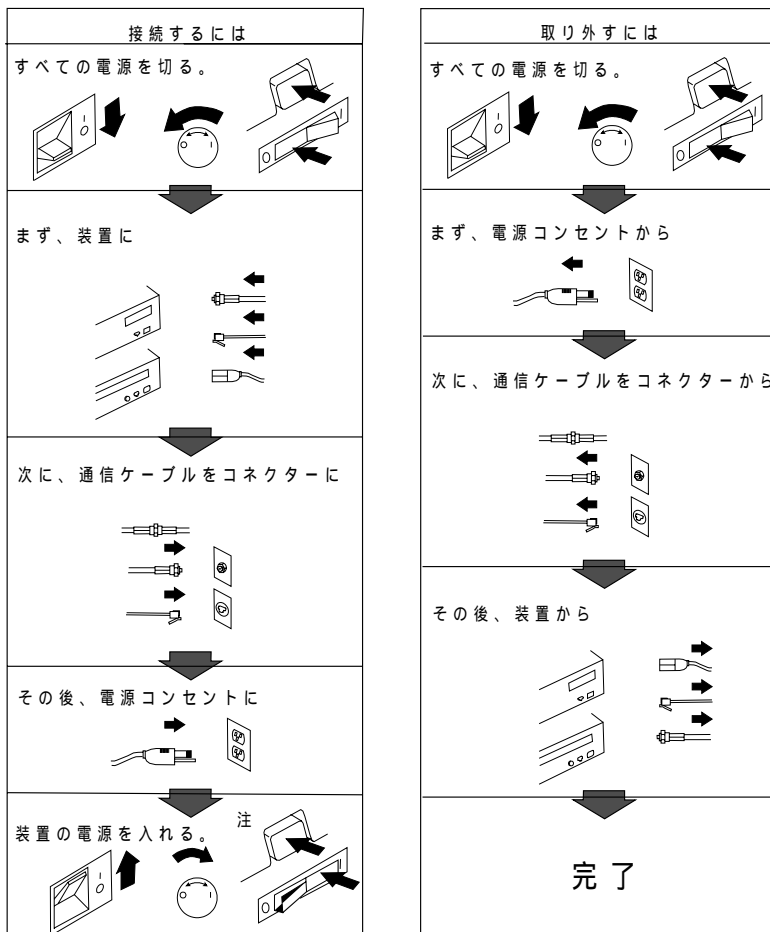 接続するには
すべての電源を切る。
まず、装置に
次に、通信ケーブルをコネクターに
その後、電源コンセントに
装置の電源を入れる。
注
取り外すには
すべての電源を切る。
まず、電源コンセントから
次に、通信ケーブルをコネクターから
その後、装置から
完了